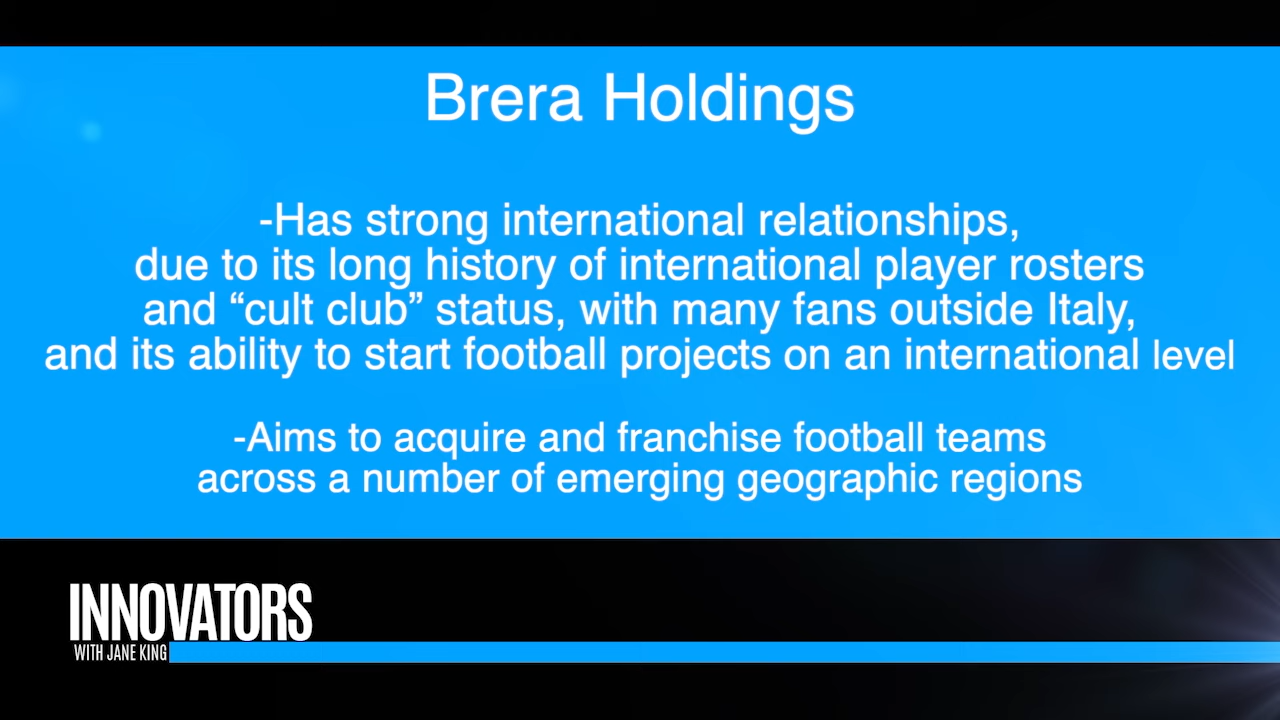 Brera Holdings
-Has strong international relationships,
due to its long history of international player rosters
and “cult club” status, with many fans outside Italy,
and its ability to start football projects on an international level
-Aims to acquire and franchise football teams
across a number of emerging geographic regions
INNOVATORS
WITH JANE KING